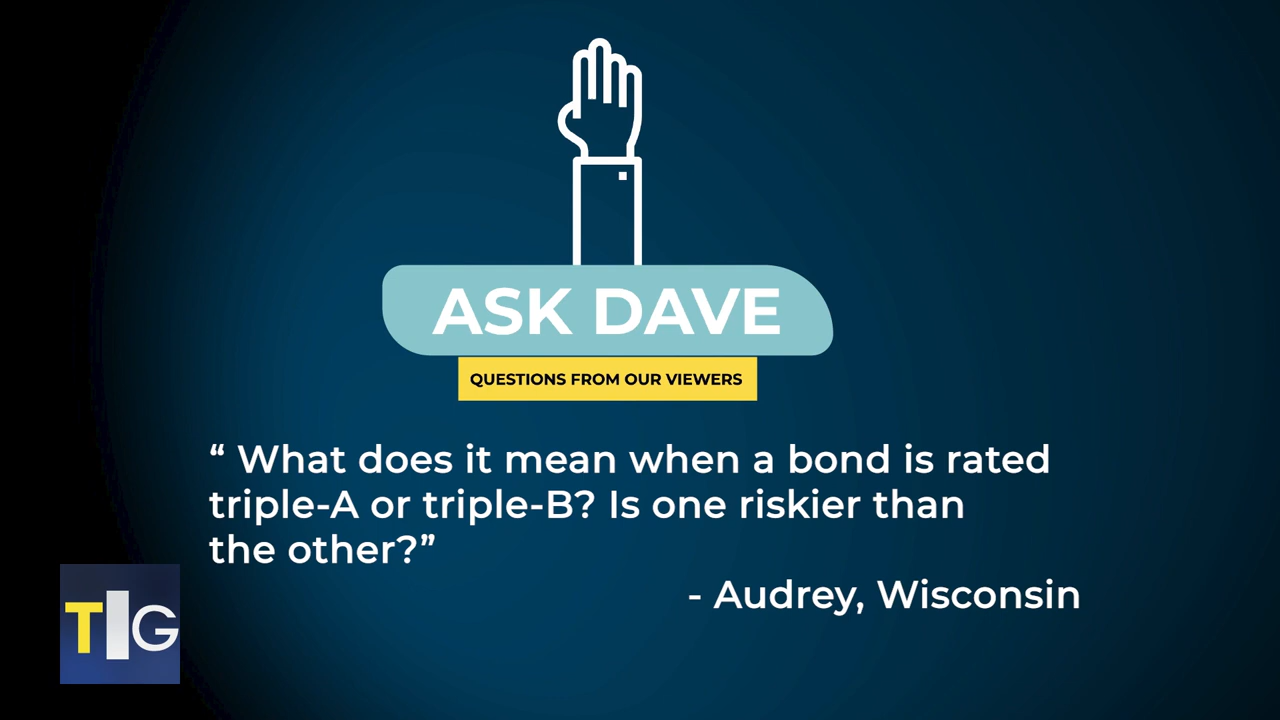 ASK DAVE
QUESTIONS FROM OUR VIEWERS
“ What does it mean when a bond is rated
triple-A or triple-B? Is one riskier than
the other?”
- Audrey, Wisconsin
TIG